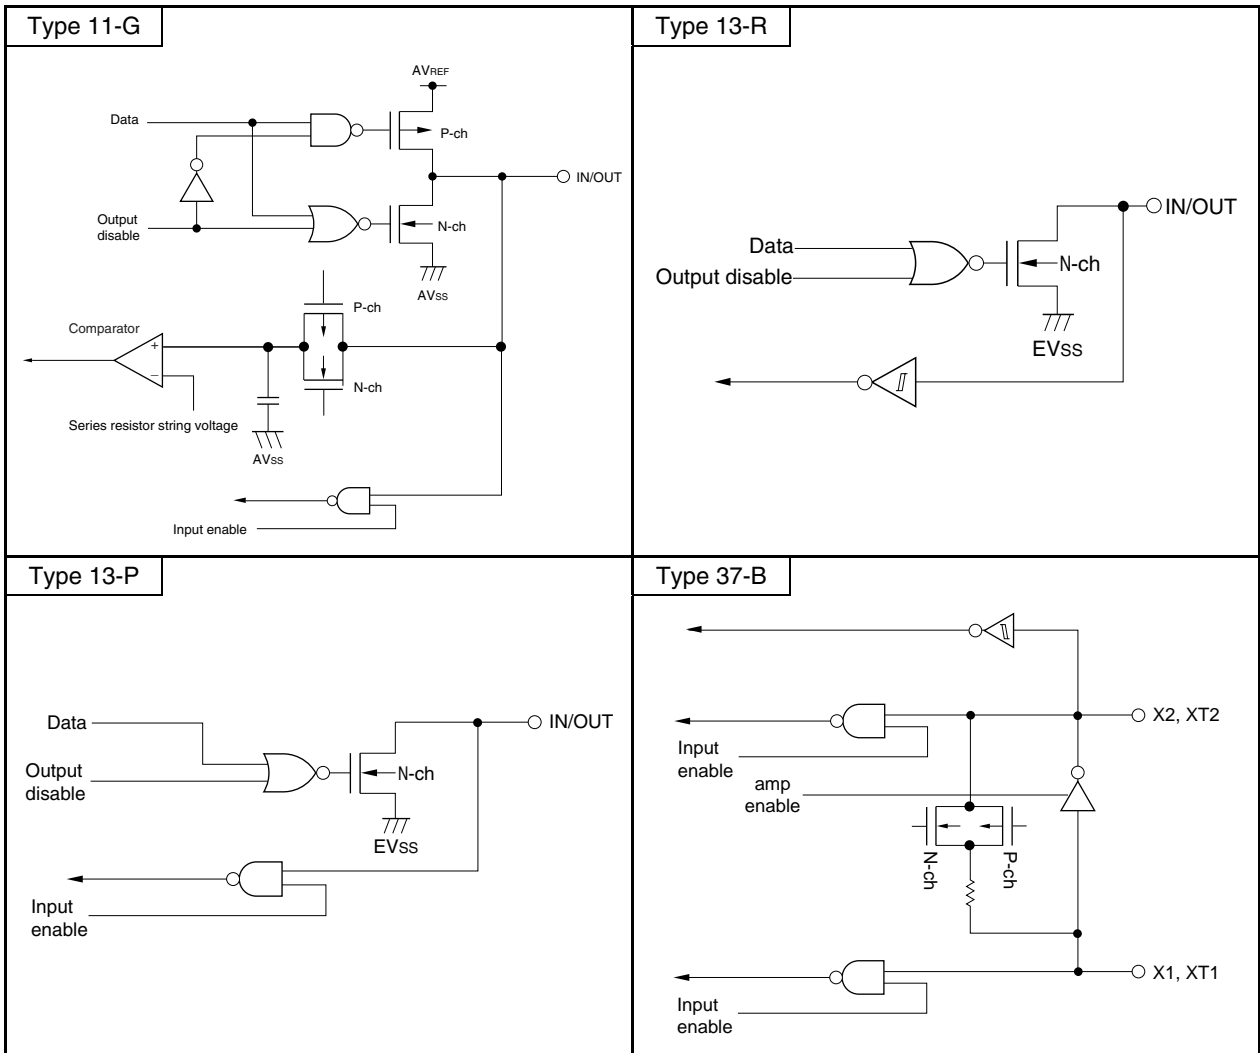 Type 11-G
AVREF
Data
P-ch
IN/OUT
Output
disable
N-ch
AVSS
P-ch
Comparator
+
−
N-ch
Series resistor string voltage
AVSS
Input enable
Type 13-R
IN/OUT
Data
Output disable
N-ch
EVSS
Type 13-P
Data
IN/OUT
Output
disable
N-ch
EVSS
Input
enable
Type 37-B
X2, XT2
Input
enable
amp
enable
N-ch
P-ch
X1, XT1
Input
enable